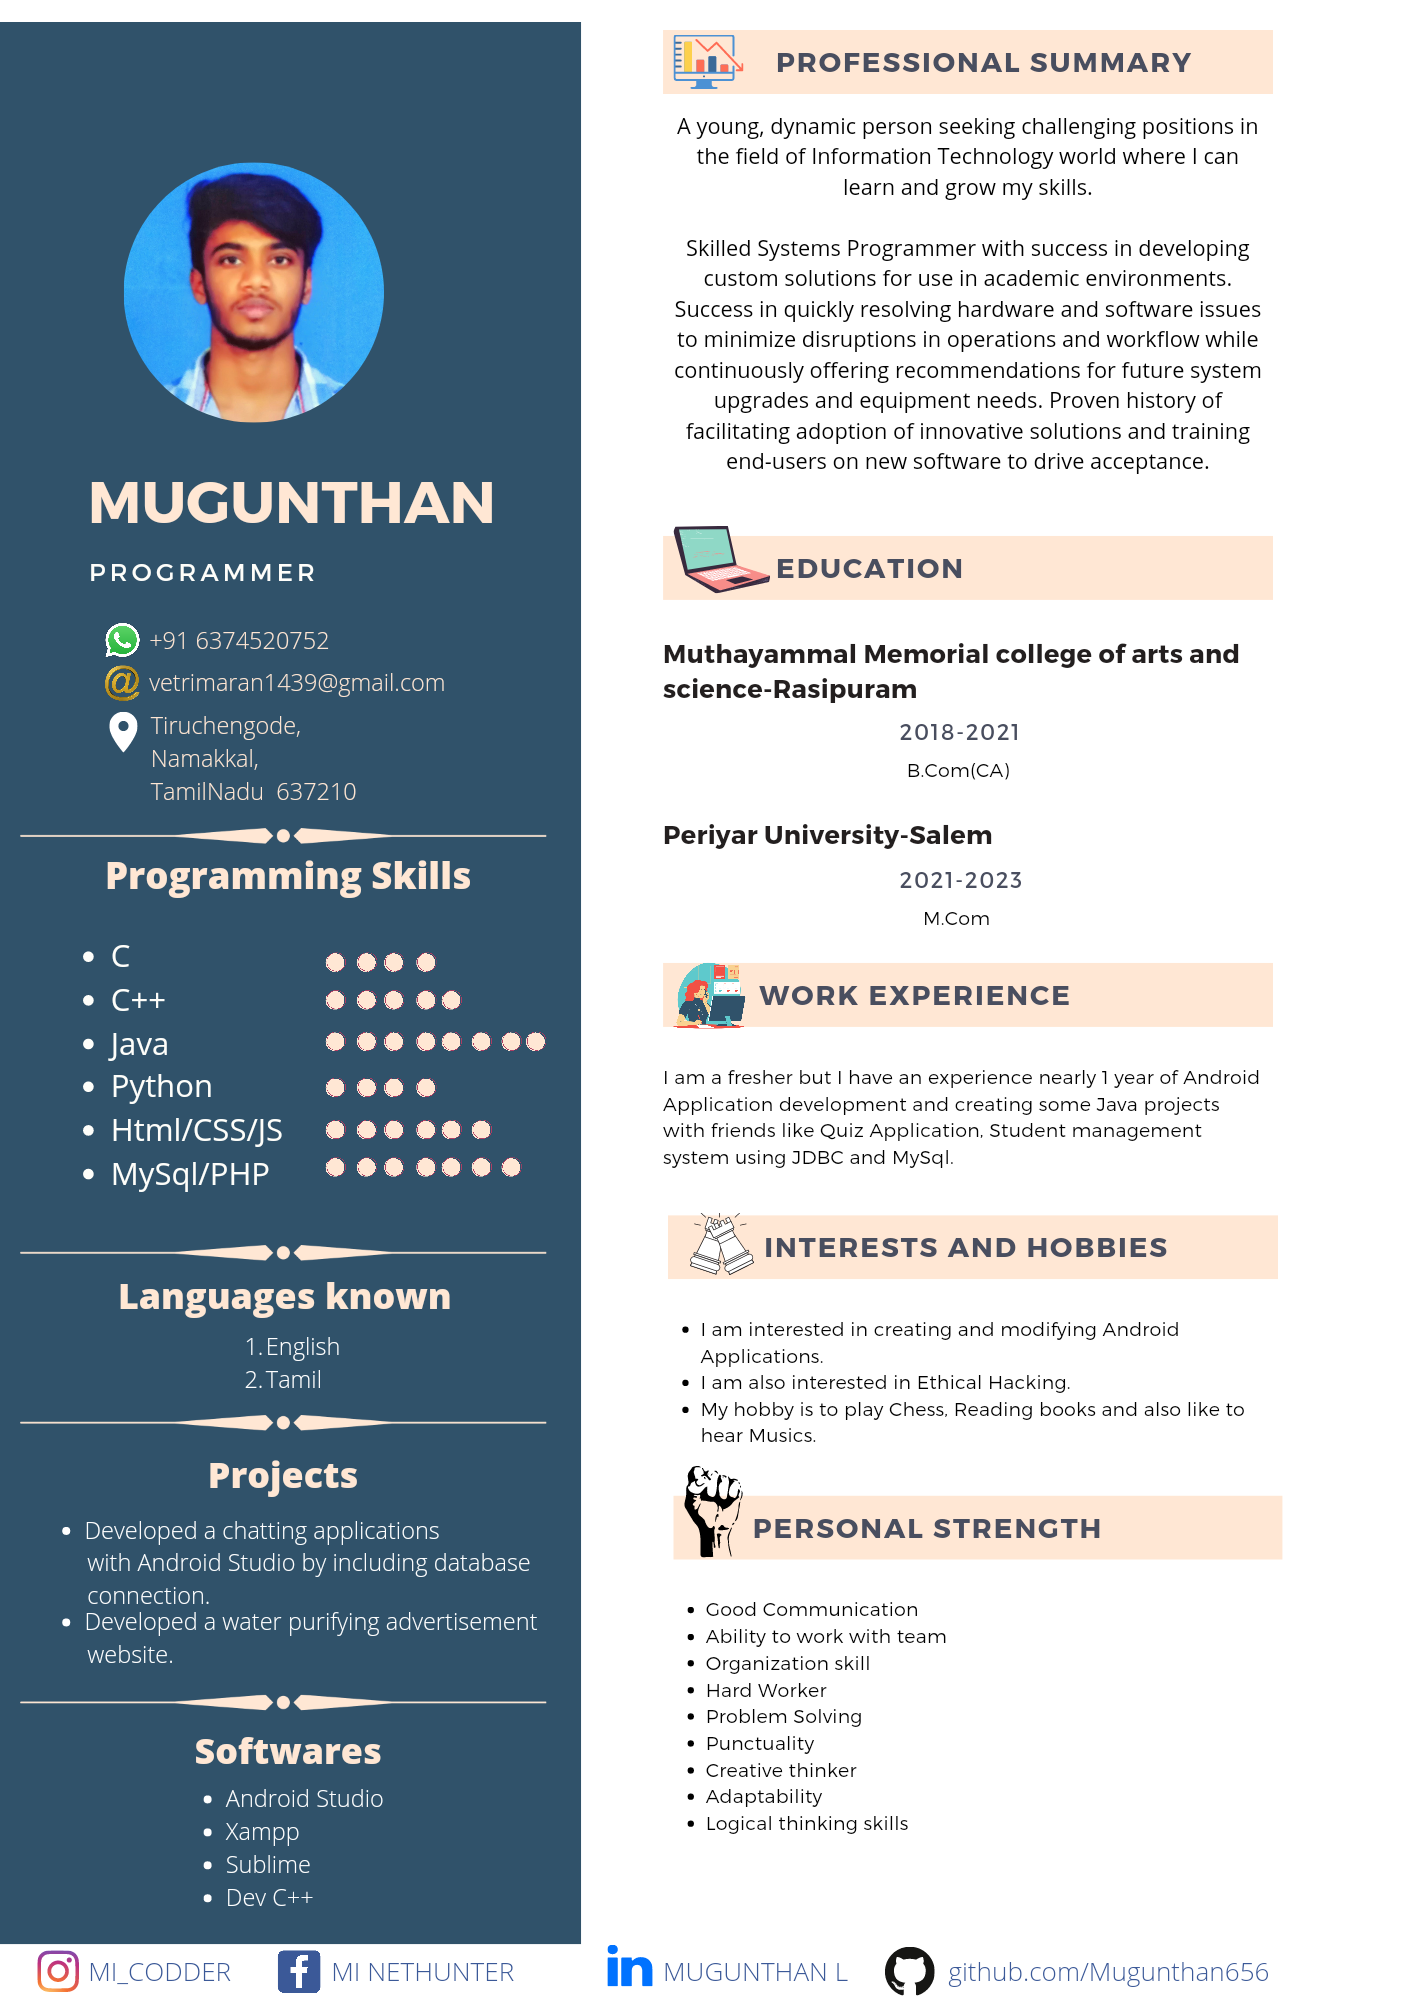 MUGUNTHAN
PROGRAMMER
+91 6374520752
vetrimaran1439@gmail.com
Tiruchengode,
Namakkal,
TamilNadu 637210
Programming Skills
• C
• C++
• Java
• Python
• Html/CSS/JS
• MySql/PHP
Languages known
1. English
2. Tamil
Projects
• Developed a chatting applications
with Android Studio by including database
connection.
• Developed a water purifying advertisement
website.
Softwares
• Android Studio
• Xampp
• Sublime
• Dev C++
PROFESSIONAL SUMMARY
A young, dynamic person seeking challenging positions in
the field of Information Technology world where I can
learn and grow my skills.
Skilled Systems Programmer with success in developing
custom solutions for use in academic environments.
Success in quickly resolving hardware and software issues
to minimize disruptions in operations and workflow while
continuously offering recommendations for future system
upgrades and equipment needs. Proven history of
facilitating adoption of innovative solutions and training
end-users on new software to drive acceptance.
EDUCATION
Muthayammal Memorial college of arts and
science-Rasipuram
2018-2021
B.Com(CA)
Periyar University-Salem
2021-2023
M.Com
WORK EXPERIENCE
I am a fresher but I have an experience nearly 1 year of Android
Application development and creating some Java projects
with friends like Quiz Application, Student management
system using JDBC and MySql.
INTERESTS AND HOBBIES
• I am interested in creating and modifying Android
Applications.
• I am also interested in Ethical Hacking.
• My hobby is to play Chess, Reading books and also like to
hear Musics.
PERSONAL STRENGTH
• Good Communication
• Ability to work with team
• Organization skill
• Hard Worker
• Problem Solving
• Punctuality
• Creative thinker
• Adaptability
• Logical thinking skills
MI_CODDER
MI NETHUNTER
in MUGUNTHAN L
github.com/Mugunthan656